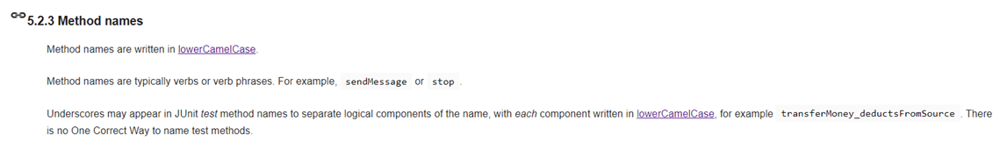 5.2.3 Method names
Method names are written in lowerCamelCase.
Method names are typically verbs or verb phrases. For example, sendMessage or stop .
Underscores may appear in JUnit test method names to separate logical components of the name, with each component written in lowerCamelCase, for example transferMoney_deductsFromSource . There
is no One Correct Way to name test methods.